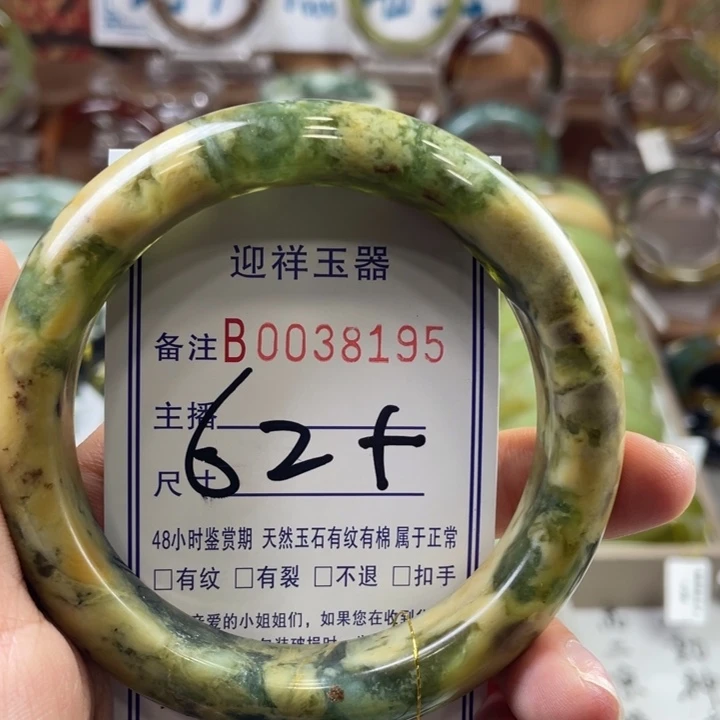 迎祥玉器
备注B0038195
主播
62+
尺寸
48小时鉴赏期 天然玉石有纹有棉属于正常
□有纹 □有裂 □不退 □扣手
亲爱的小姐姐们，如果您在收到